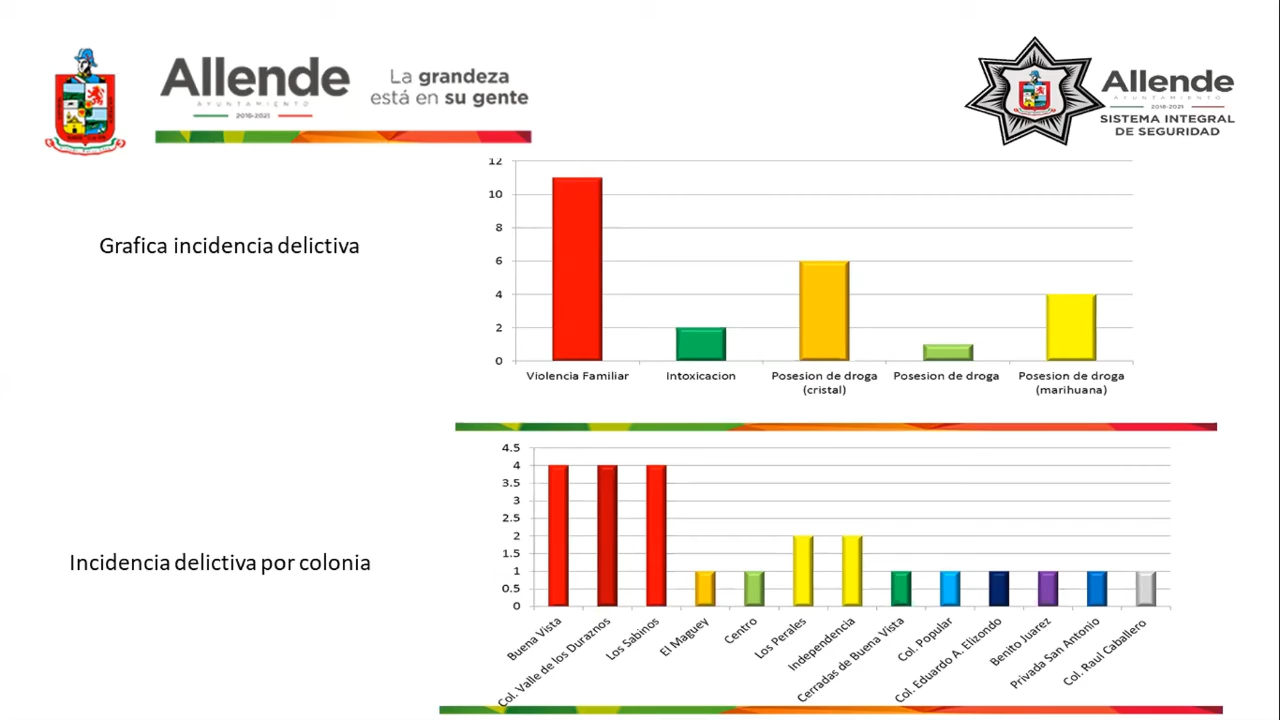 Allende
AYUNTAMIENTO
2018-2021
La grandeza
está en su gente
Allende
AYUNTAMIENTO
2018-2021
SISTEMA INTEGRAL
DE SEGURIDAD
Grafica incidencia delictiva
12
10
8
6
4
2
0
Violencia Familiar
Intoxicacion
Posesion de droga
(cristal)
Posesion de droga
Posesion de droga
(marihuana)
Incidencia delictiva por colonia
4.5
4
3.5
3
2.5
2
1.5
1
0.5
0
Buena Vista
Col. Valle de los Duraznos
Los Sabinos
El Maguey
Centro
Los Perales
Independencia
Cerradas de Buena Vista
Col. Popular
Col. Eduardo A. Elizondo
Benito Juarez
Privada San Antonio
Col. Raul Caballero